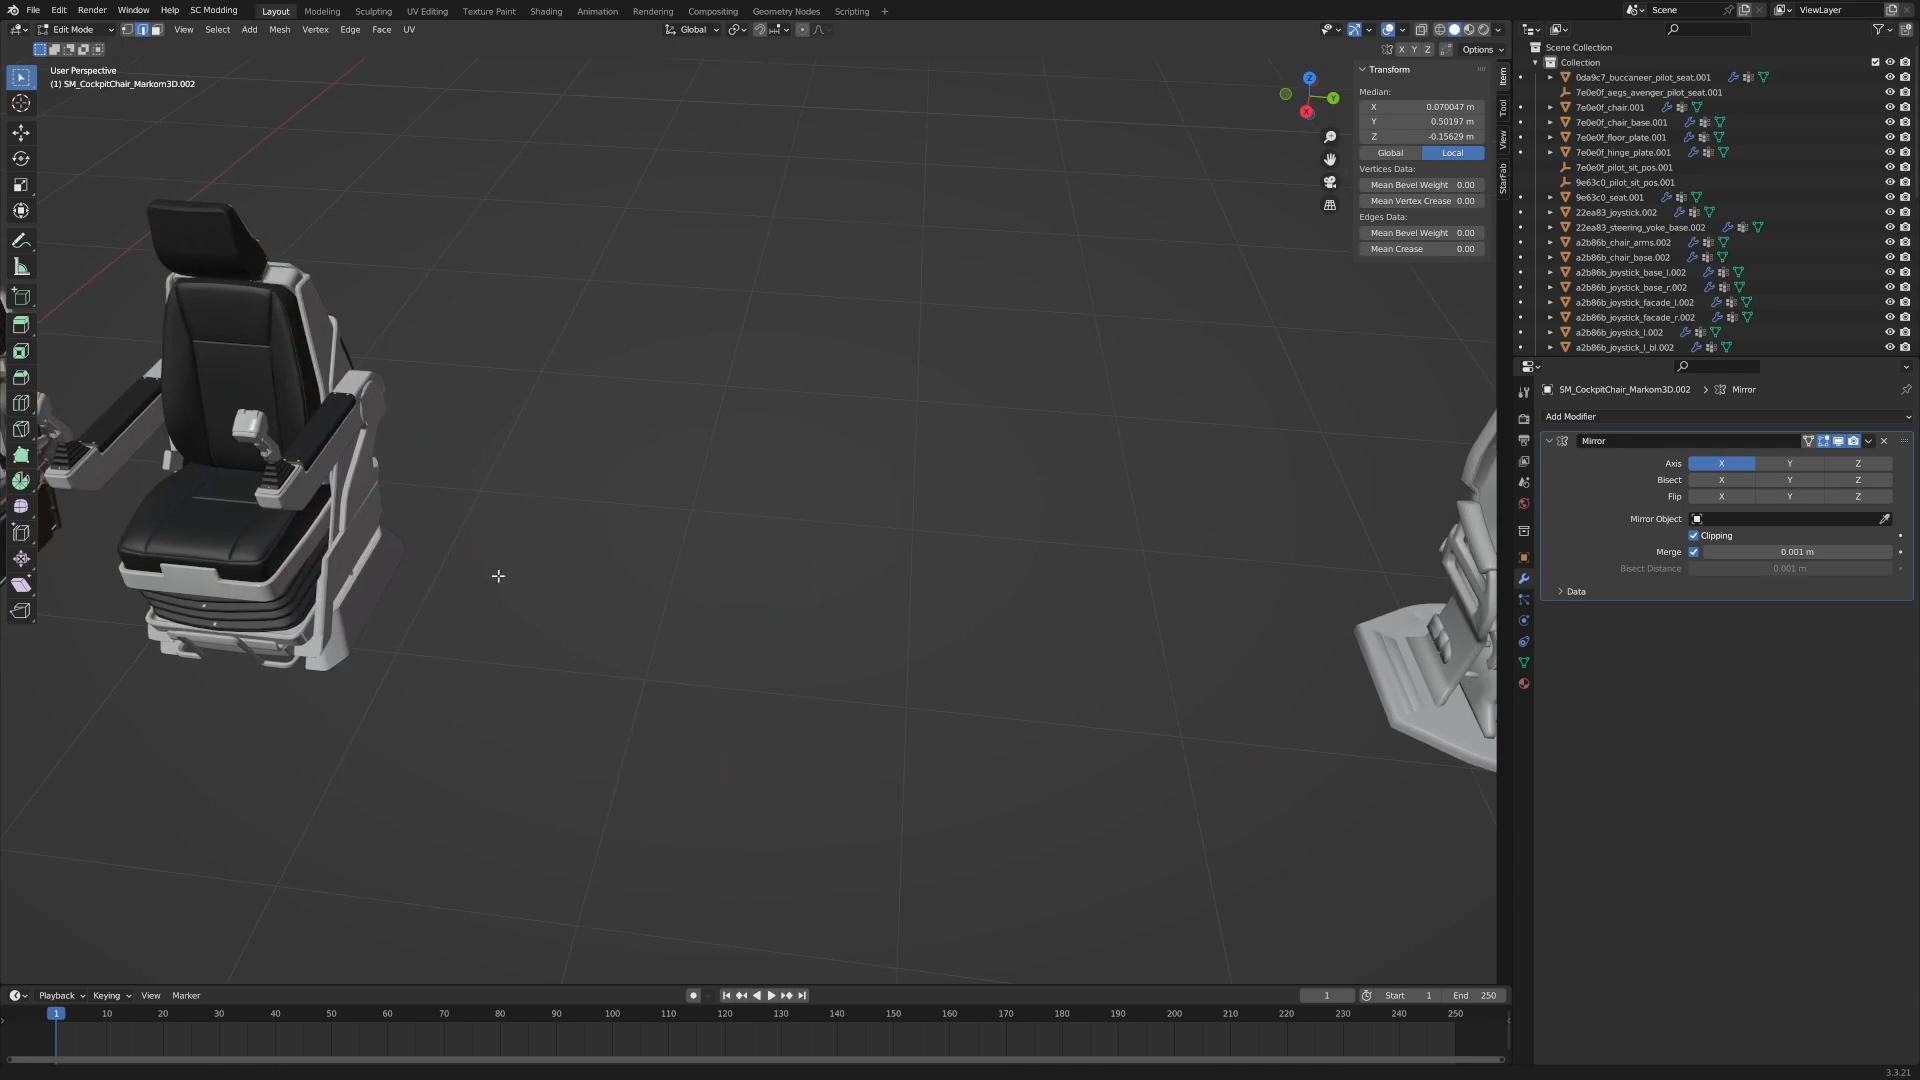 File Edit Render Window Help SC Modding Layout Modeling Sculpting UV Editing Texture Paint Shading Animation Rendering Compositing Geometry Nodes Scripting + Scene ViewLayer
Edit Mode View Select Add Mesh Vertex Edge Face UV Global
X Y Z Options
User Perspective
(1) SM_CockpitChair_Markom3D.002
Z
Y
X
Transform
Median:
X 0.070047 m
Y 0.50197 m
Z -0.15629 m
Global Local
Vertices Data:
Mean Bevel Weight 0.00
Mean Vertex Crease 0.00
Edges Data:
Mean Bevel Weight 0.00
Mean Crease 0.00
Item
Tool
View
StarFab
Scene Collection
Collection
0da9c7_buccaneer_pilot_seat.001
7e0e0f_aegs_avenger_pilot_seat.001
7e0e0f_chair.001
7e0e0f_chair_base.001
7e0e0f_floor_plate.001
7e0e0f_hinge_plate.001
7e0e0f_pilot_sit_pos.001
9e63c0_pilot_sit_pos.001
9e63c0_seat.001
22ea83_joystick.002
22ea83_steering_yoke_base.002
a2b86b_chair_arms.002
a2b86b_chair_base.002
a2b86b_joystick_base_l.002
a2b86b_joystick_base_r.002
a2b86b_joystick_facade_l.002
a2b86b_joystick_facade_r.002
a2b86b_joystick_l.002
a2b86b_joystick_l_bl.002
SM_CockpitChair_Markom3D.002 > Mirror
Add Modifier
Mirror
Axis X Y Z
Bisect X Y Z
Flip X Y Z
Mirror Object
Clipping
Merge 0.001 m
Bisect Distance 0.001 m
Data
Playback Keying View Marker 1 Start 1 End 250
1 10 20 30 40 50 60 70 80 90 100 110 120 130 140 150 160 170 180 190 200 210 220 230 240 250
3.3.21